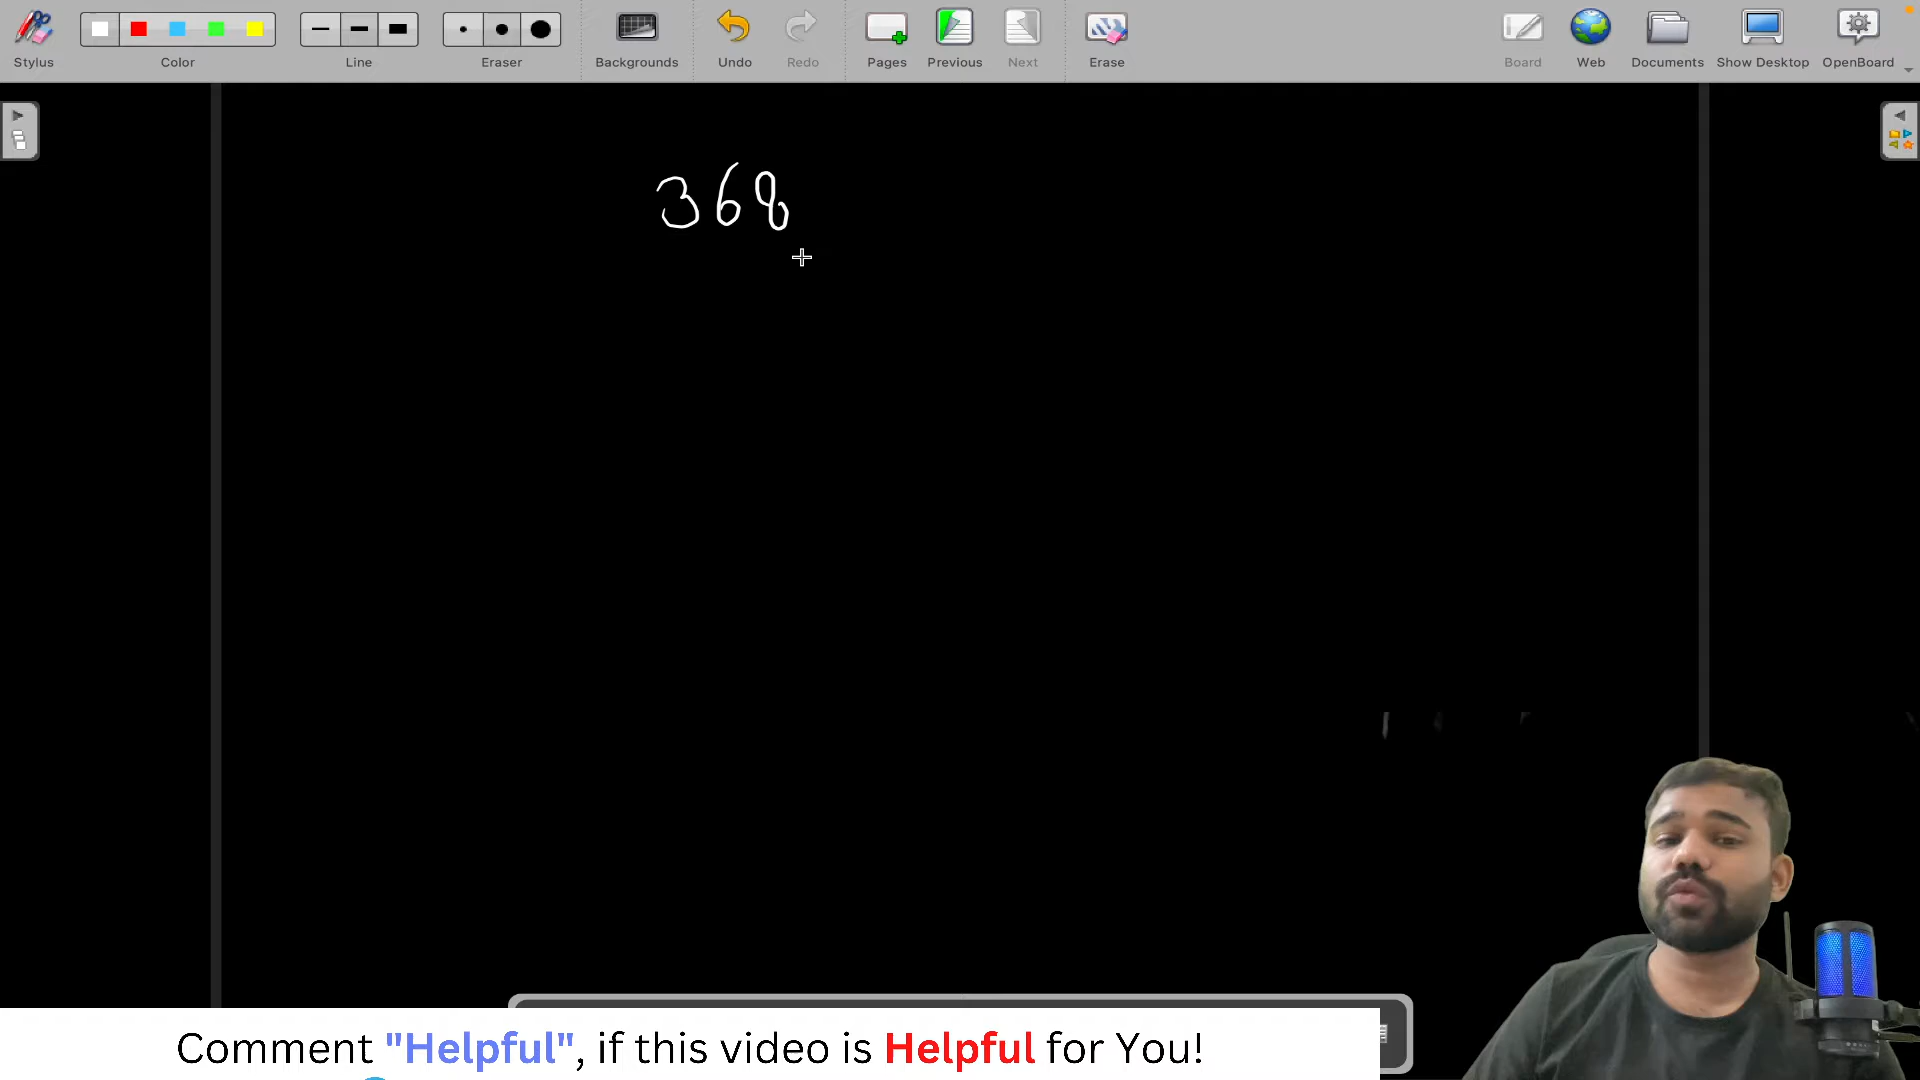 Stylus Color Line Eraser Backgrounds Undo Redo Pages Previous Next Erase Board Web Documents Show Desktop OpenBoard
368
Comment "Helpful", if this video is Helpful for You!